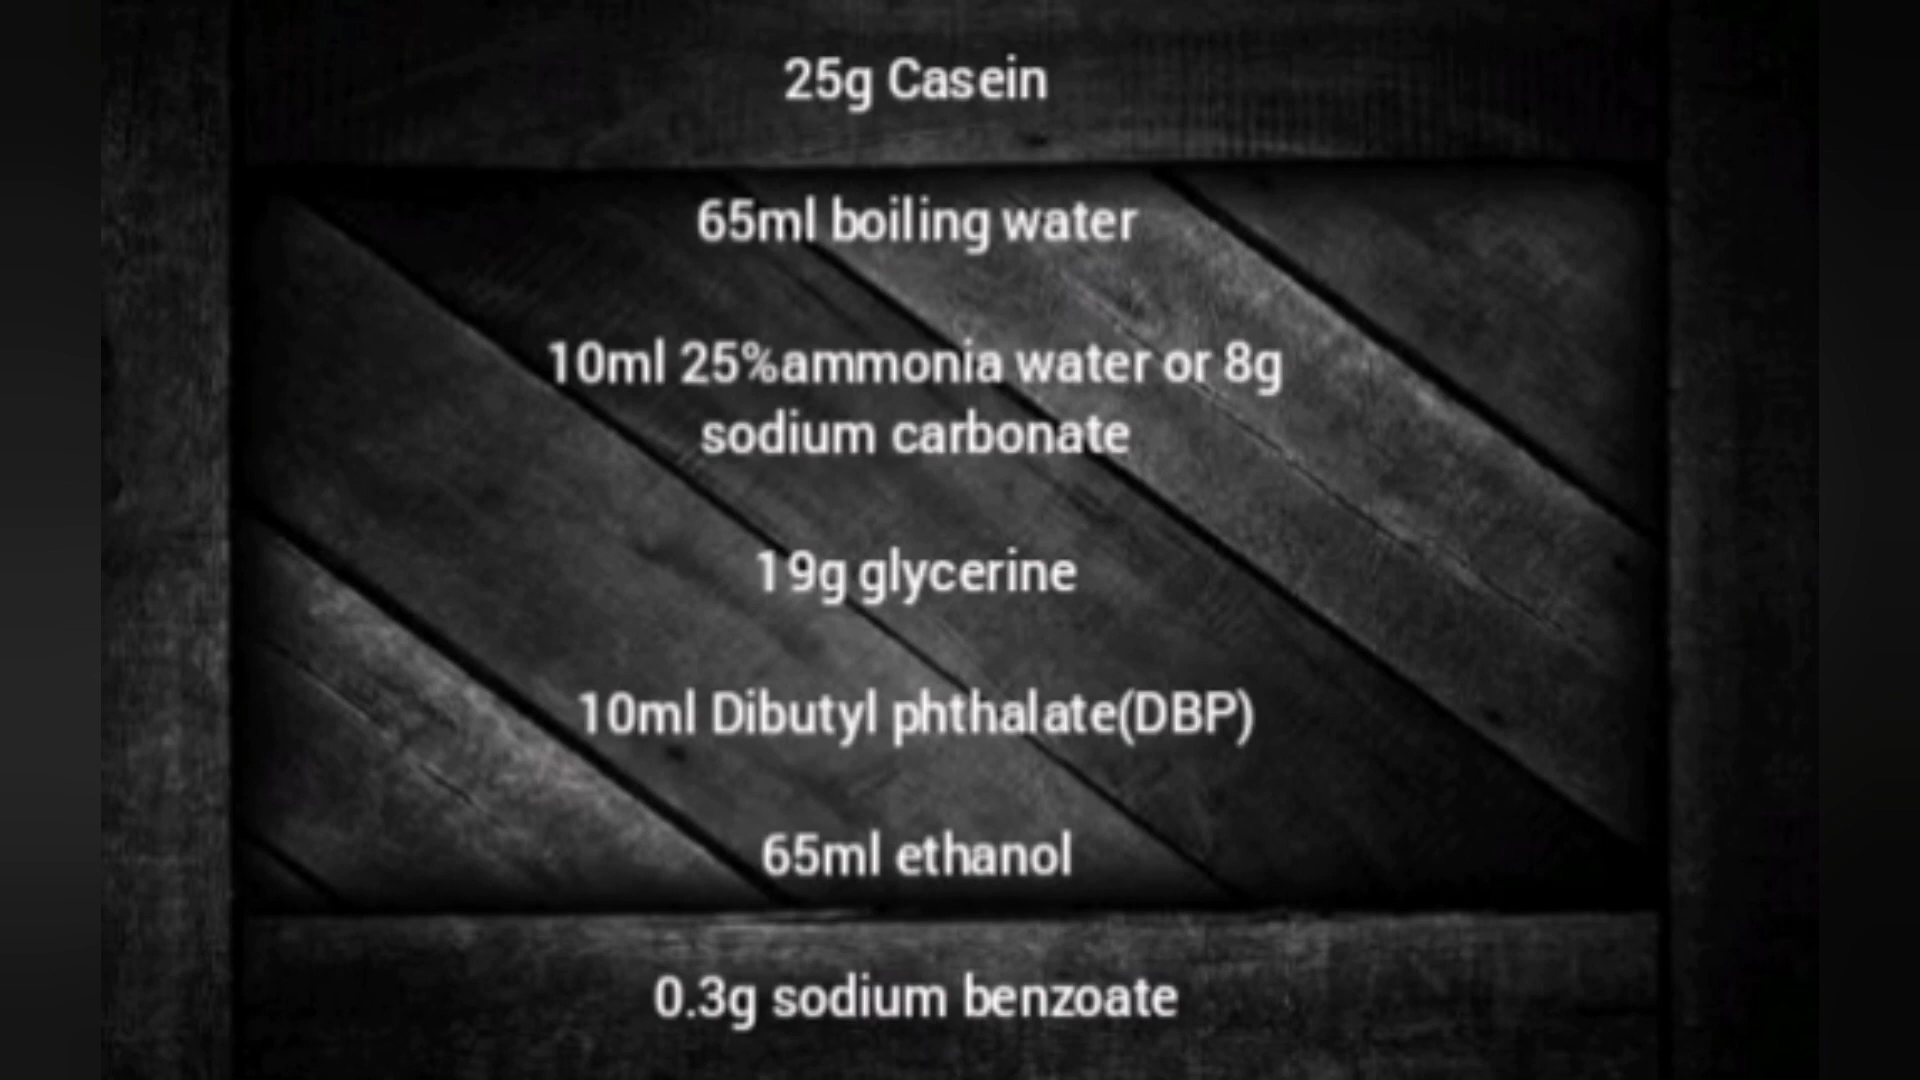 25g Casein
65ml boiling water
10ml 25%ammonia water or 8g
sodium carbonate
19g glycerine
10ml Dibutyl phthalate(DBP)
65ml ethanol
0.3g sodium benzoate